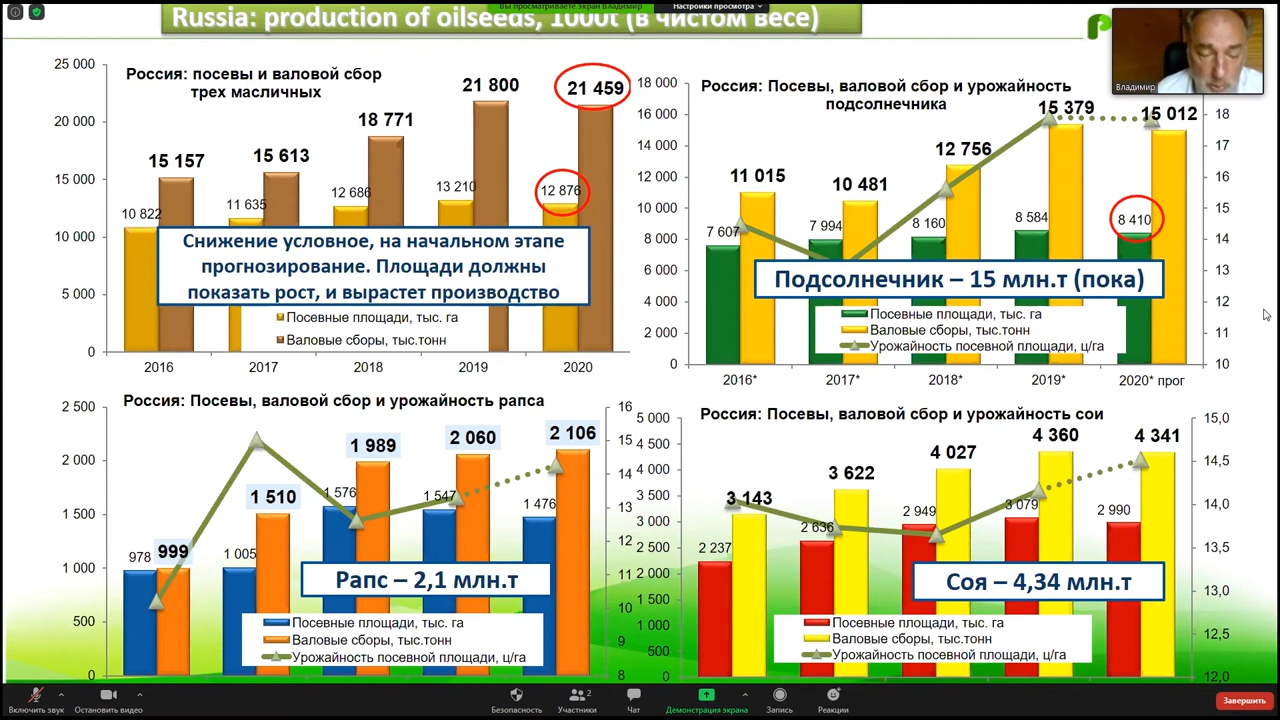 Вы просматриваете экран Владимир
Настройки просмотра
Russia: production of oilseeds, 1000t (в чистом весе)
Владимир
Россия: посевы и валовой сбор
трех масличных
25 000
20 000
15 000
10 000
5 000
0
15 157
15 613
18 771
21 800
21 459
10 822
11 635
12 686
13 210
12 876
Снижение условное, на начальном этапе
прогнозирование. Площади должны
показать рост, и вырастет производство
Посевные площади, тыс. га
Валовые сборы, тыс.тонн
2016 2017 2018 2019 2020
Россия: Посевы, валовой сбор и урожайность
подсолнечника
18 000
16 000
14 000
12 000
10 000
8 000
6 000
4 000
2 000
0
11 015
10 481
12 756
15 379
15 012
7 607
7 994
8 160
8 584
8 410
18
17
16
15
14
13
12
11
10
Подсолнечник – 15 млн.т (пока)
Посевные площади, тыс. га
Валовые сборы, тыс.тонн
Урожайность посевной площади, ц/га
2016* 2017* 2018* 2019* 2020* прог
Россия: Посевы, валовой сбор и урожайность рапса
2 500
2 000
1 500
1 000
500
0
978
999
1 005
1 510
1 576
1 989
1 547
2 060
1 476
2 106
16
15
14
13
12
11
10
9
8
Рапс – 2,1 млн.т
Посевные площади, тыс. га
Валовые сборы, тыс.тонн
Урожайность посевной площади, ц/га
Россия: Посевы, валовой сбор и урожайность сои
5 000
4 500
4 000
3 500
3 000
2 500
2 000
1 500
1 000
500
0
2 237
3 143
2 636
3 622
2 949
4 027
3 079
4 360
2 990
4 341
15,0
14,5
14,0
13,5
13,0
12,5
12,0
Соя – 4,34 млн.т
Посевные площади, тыс. га
Валовые сборы, тыс.тонн
Урожайность посевной площади, ц/га
Включить звук
Остановить видео
Безопасность
Участники
2
Чат
Демонстрация экрана
Запись
Реакции
Завершить